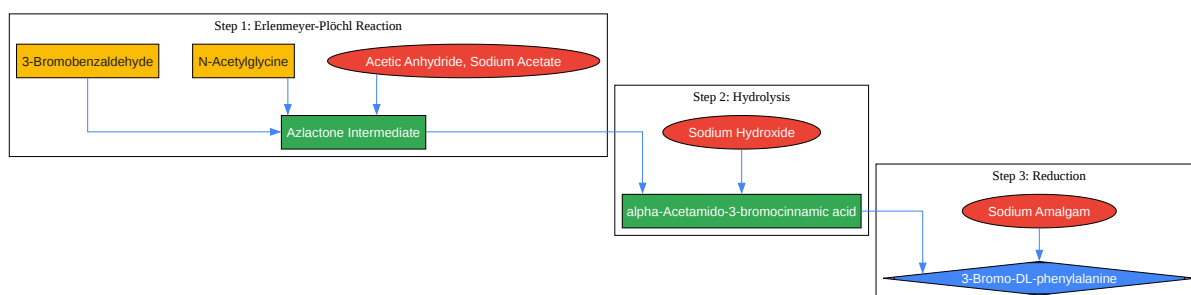 Step 1: Erlenmeyer-Plöchl Reaction
3-Bromobenzaldehyde
N-Acetylglycine
Acetic Anhydride, Sodium Acetate
Azlactone Intermediate
Step 2: Hydrolysis
Sodium Hydroxide
alpha-Acetamido-3-bromocinnamic acid
Step 3: Reduction
Sodium Amalgam
3-Bromo-DL-phenylalanine